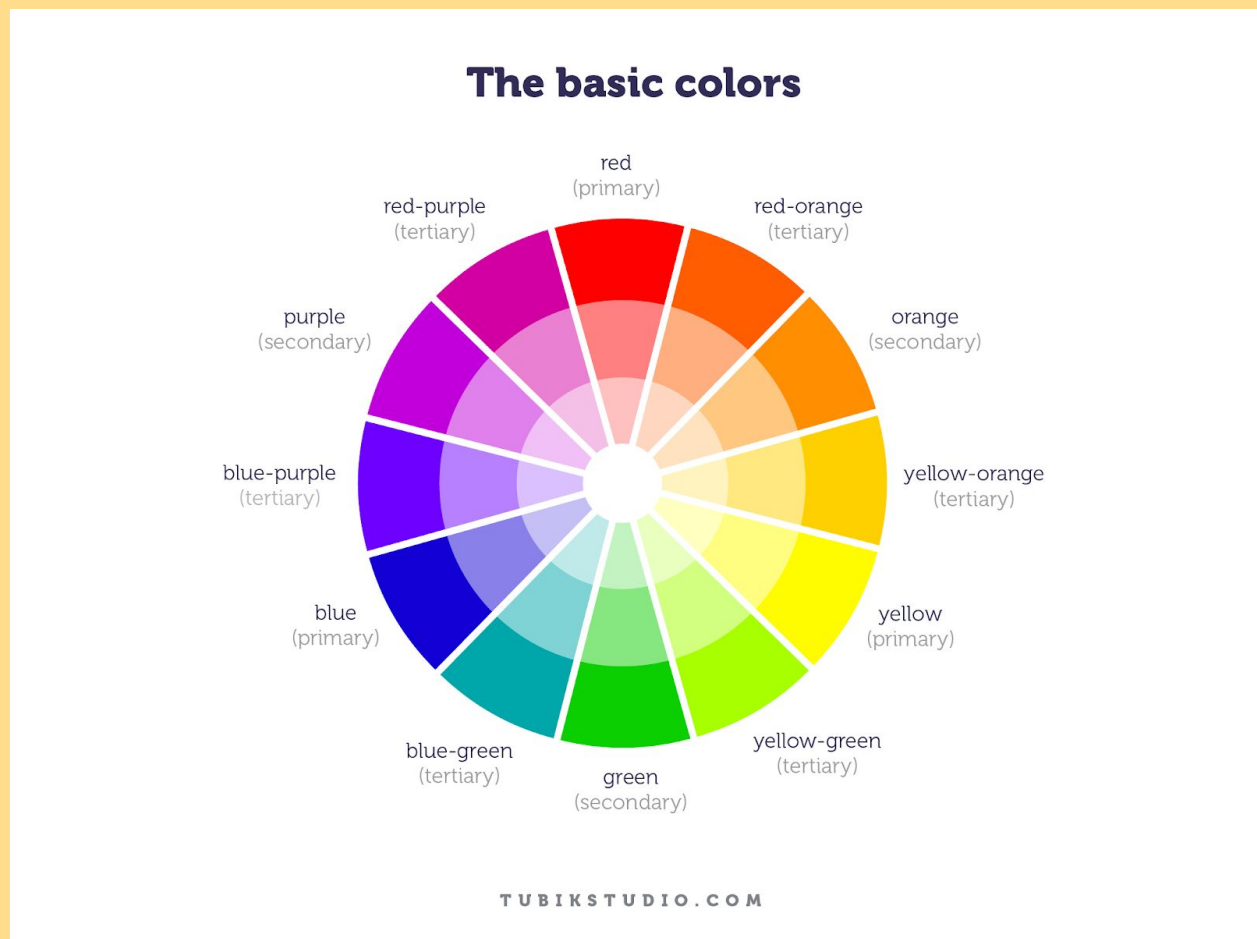 The basic colors
red
(primary)
red-orange
(tertiary)
orange
(secondary)
yellow-orange
(tertiary)
yellow
(primary)
yellow-green
(tertiary)
green
(secondary)
blue-green
(tertiary)
blue
(primary)
blue-purple
(tertiary)
purple
(secondary)
red-purple
(tertiary)
TUBIKSTUDIO.COM